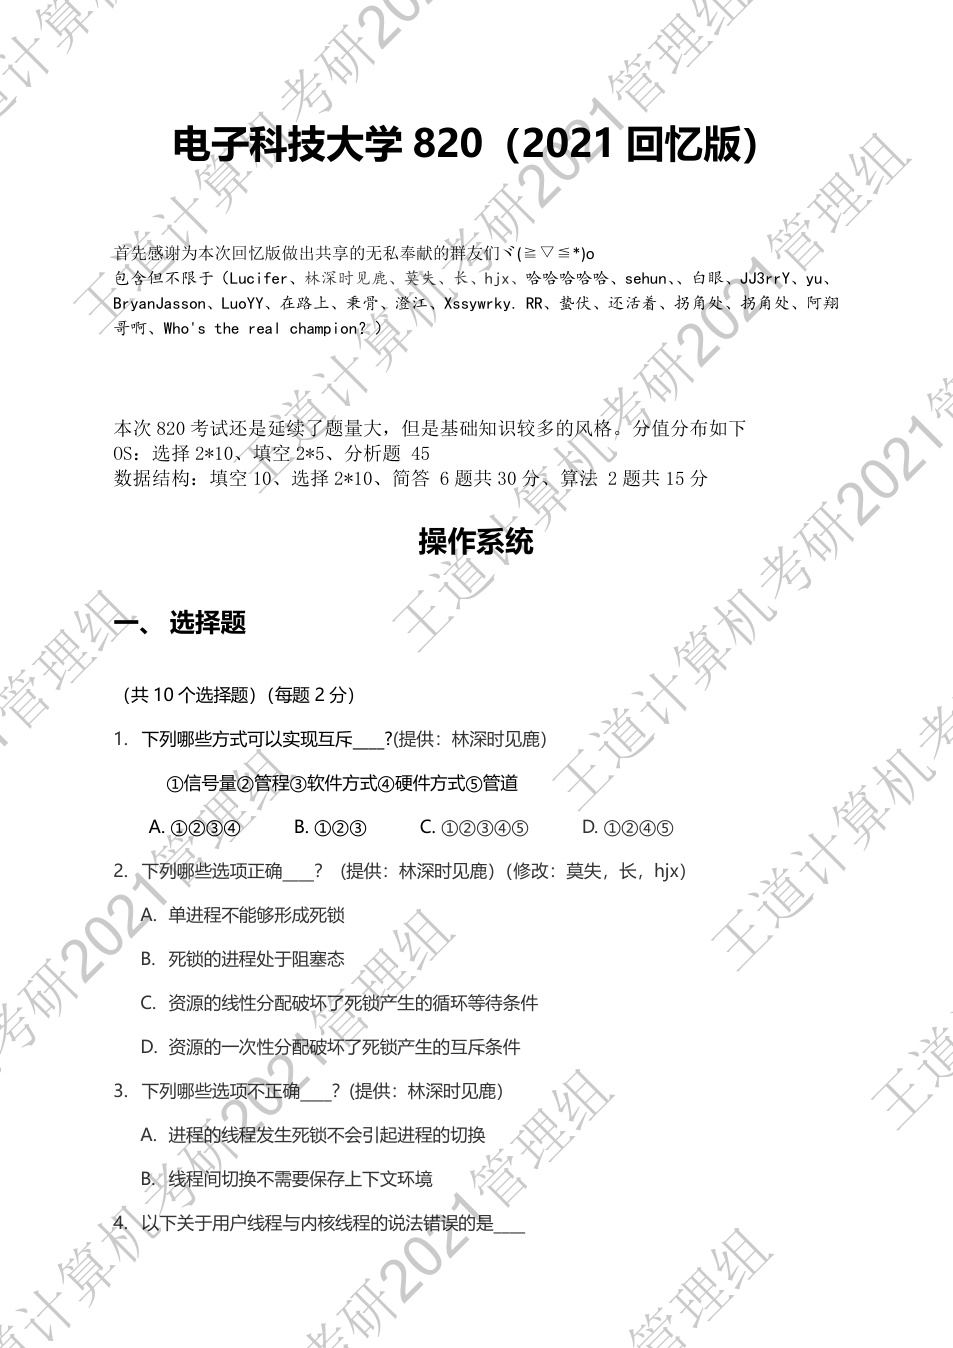 电子科技大学 820（2021 回忆版）
首先感谢为本次回忆版做出共享的无私奉献的群友们ヾ(≧▽≦*)o
包含但不限于（Lucifer、林深时见鹿、莫失、长、hjx、哈哈哈哈哈、sehun、、白眼、JJ3rrY、yu、
BryanJasson、LuoYY、在路上、秉骨、澄江、Xssywrky. RR、蛰伏、还活着、拐角处、拐角处、阿翔
哥啊、Who's the real champion？）
本次 820 考试还是延续了题量大，但是基础知识较多的风格。分值分布如下
OS：选择 2*10、填空 2*5、分析题 45
数据结构：填空 10、选择 2*10、简答 6 题共 30 分、算法 2 题共 15 分
操作系统
一、 选择题
（共 10 个选择题）（每题 2 分）
1. 下列哪些方式可以实现互斥____?(提供：林深时见鹿）
①信号量②管程③软件方式④硬件方式⑤管道
A. ①②③④ B. ①②③ C. ①②③④⑤ D. ①②④⑤
2. 下列哪些选项正确____？（提供：林深时见鹿）（修改：莫失，长，hjx）
A. 单进程不能够形成死锁
B. 死锁的进程处于阻塞态
C. 资源的线性分配破坏了死锁产生的循环等待条件
D. 资源的一次性分配破坏了死锁产生的互斥条件
3. 下列哪些选项不正确____？(提供：林深时见鹿）
A. 进程的线程发生死锁不会引起进程的切换
B. 线程间切换不需要保存上下文环境
4. 以下关于用户线程与内核线程的说法错误的是____
王道计算机考研2021管理组